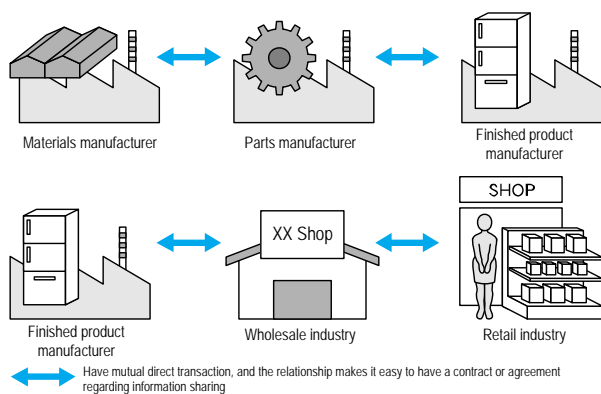 Materials manufacturer
Parts manufacturer
Finished product
manufacturer
SHOP
XX Shop
Finished product
manufacturer
Wholesale industry
Retail industry
Have mutual direct transaction, and the relationship makes it easy to have a contract or agreement
regarding information sharing